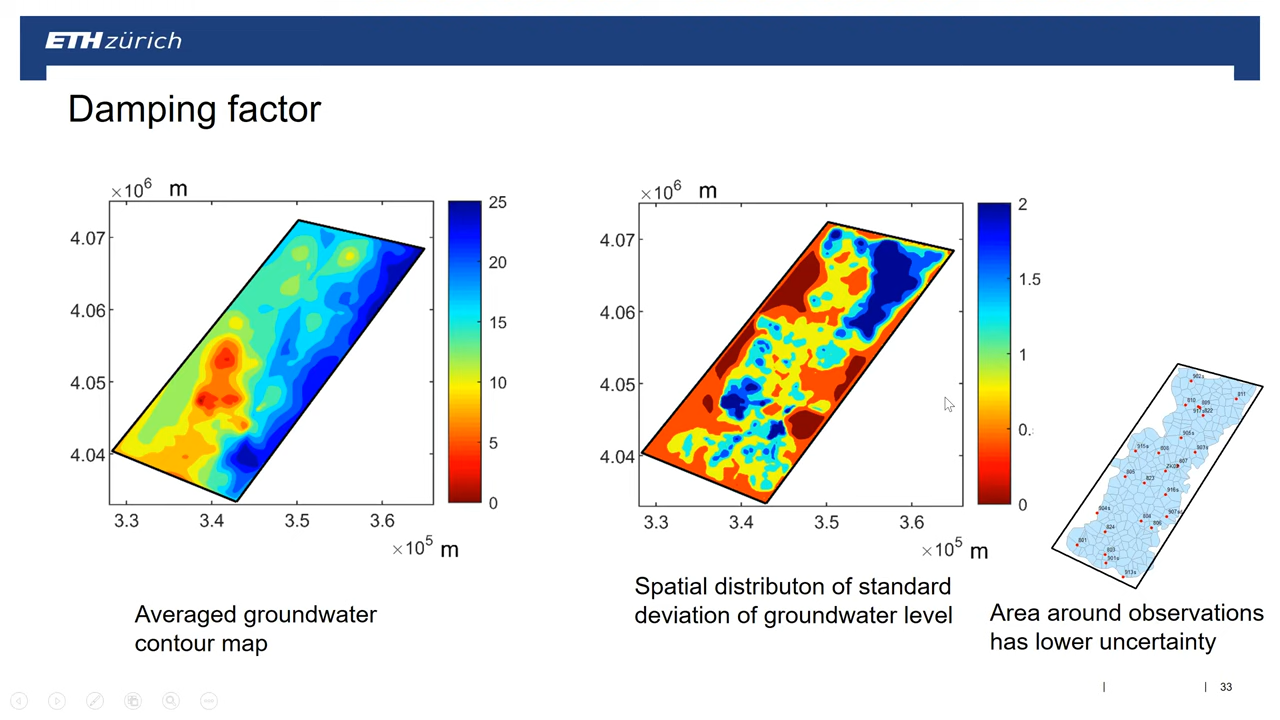 ETH zürich
Damping factor
×10⁶ m
4.07
4.06
4.05
4.04
3.3
3.4
3.5
3.6
×10⁵ m
25
20
15
10
5
0
Averaged groundwater
contour map
×10⁶ m
4.07
4.06
4.05
4.04
3.3
3.4
3.5
3.6
×10⁵ m
2
1.5
1
0.
0
Spatial distributon of standard
deviation of groundwater level
811
801
Area around observations
has lower uncertainty
33